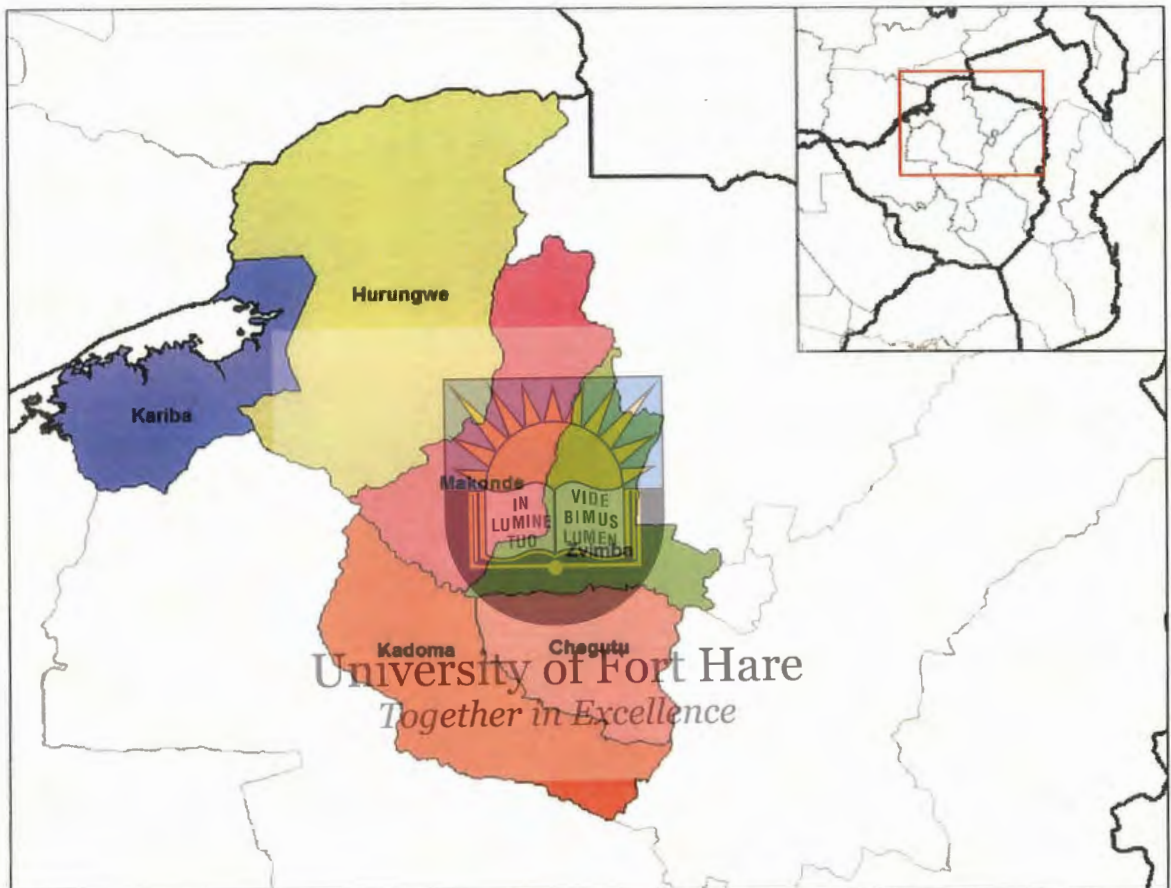 Hurungwe
Kariba
Makonde
IN
LUMINE
TUO
VIDE
BIMUS
LUMEN
Zvimba
Kadoma
Chegutu
University of Fort Hare
Together in Excellence